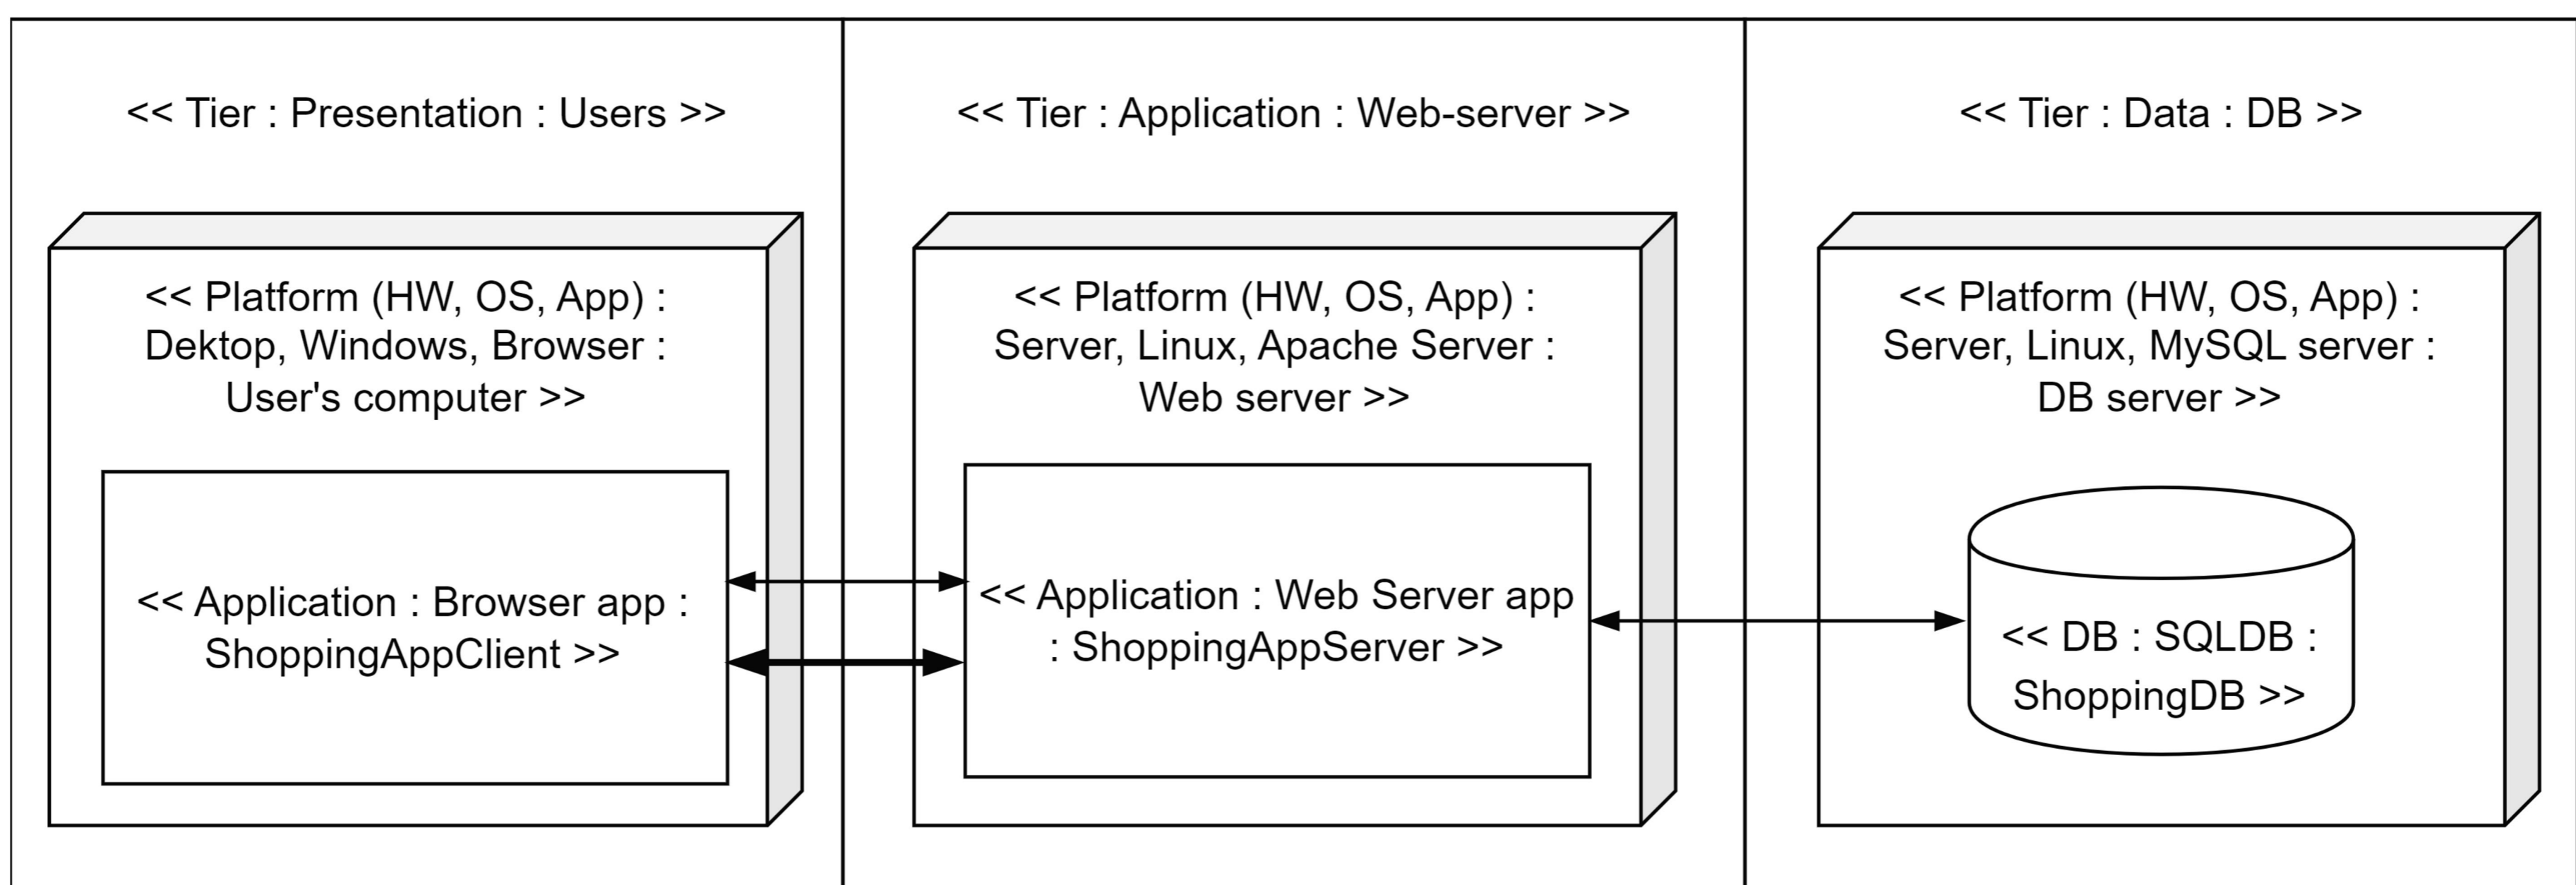 << Tier : Presentation : Users >>
<< Tier : Application : Web-server >>
<< Tier : Data : DB >>
<< Platform (HW, OS, App) :
Dektop, Windows, Browser :
User's computer >>
<< Application : Browser app :
ShoppingAppClient >>
<< Platform (HW, OS, App) :
Server, Linux, Apache Server :
Web server >>
<< Application : Web Server app
: ShoppingAppServer >>
<< Platform (HW, OS, App) :
Server, Linux, MySQL server :
DB server >>
<< DB : SQLDB :
ShoppingDB >>